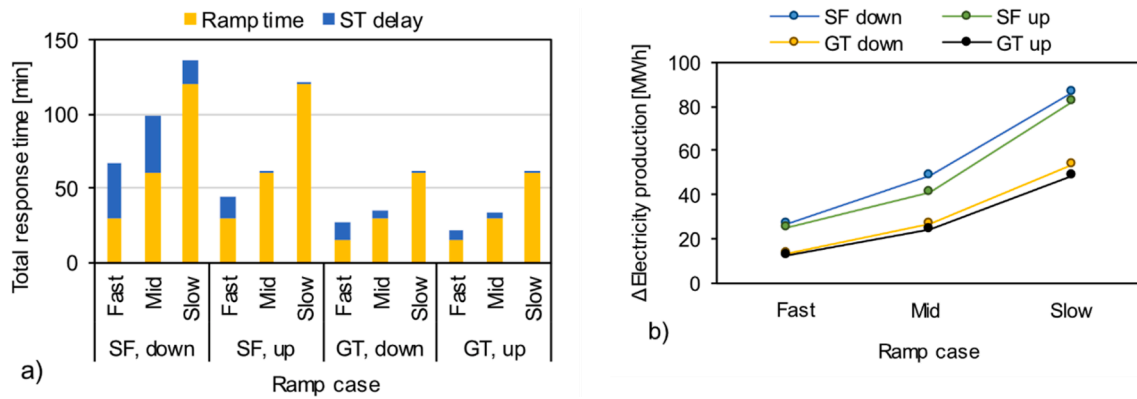 Ramp time ST delay
Total response time [min]
150
100
50
0
Fast Mid Slow Fast Mid Slow Fast Mid Slow Fast Mid Slow
SF, down SF, up GT, down GT, up
a)
Ramp case
SF down SF up
GT down GT up
ΔElectricity production [MWh]
100
80
60
40
20
0
Fast Mid Slow
b)
Ramp case